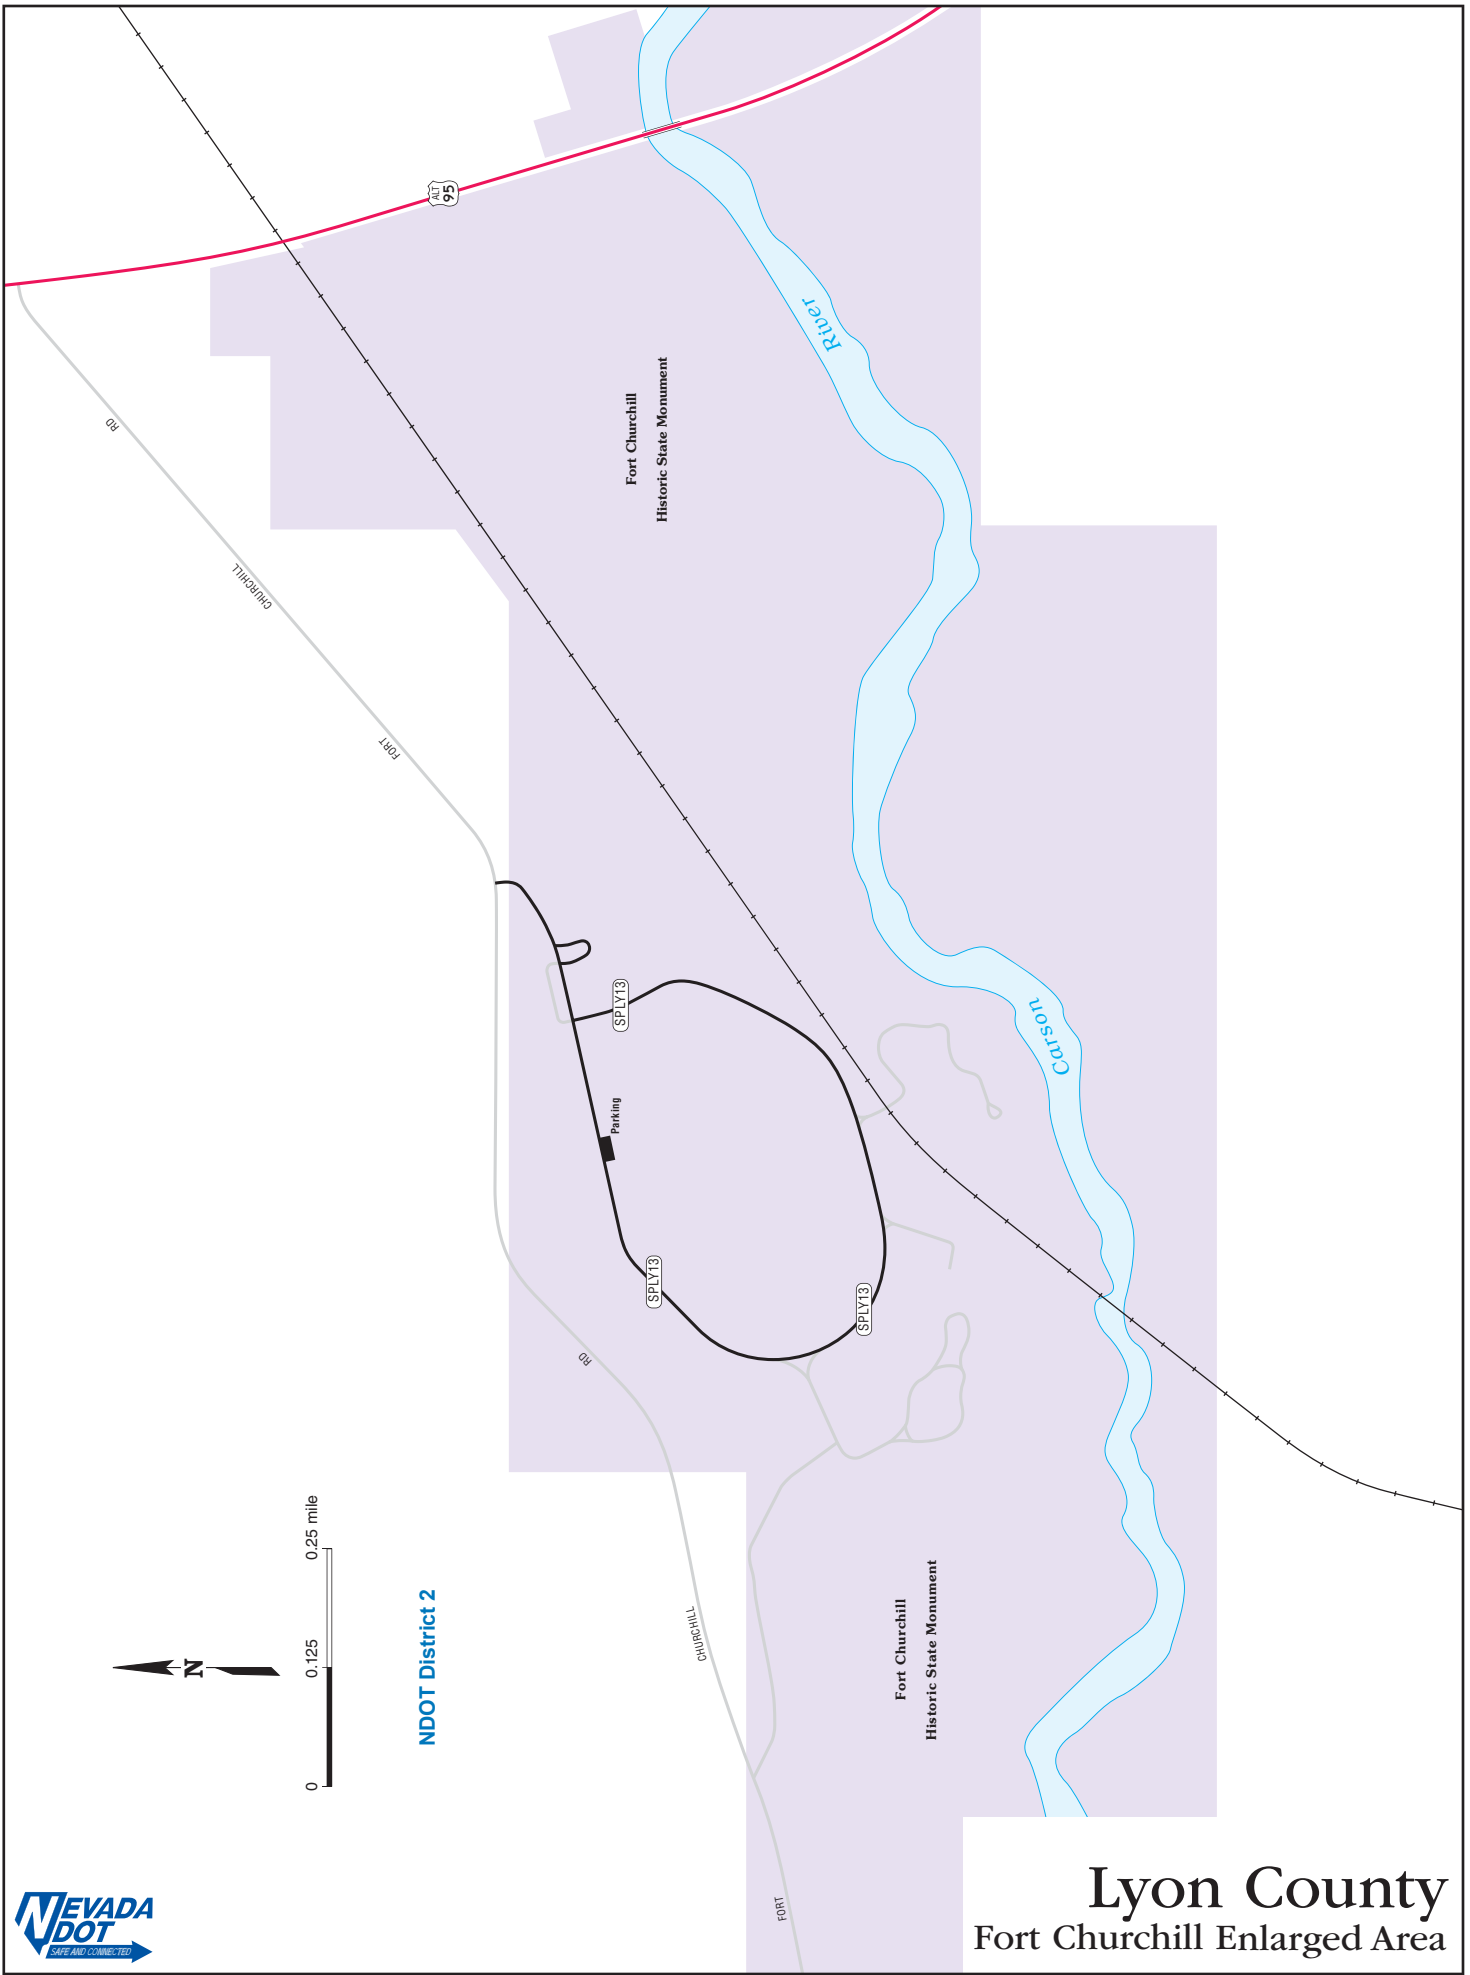 ALT
95
River
RD
Fort Churchill
Historic State Monument
CHURCHILL
FORT
SPLY13
Carson
Parking
SPLY13
SPLY13
RD
0 0.125 0.25 mile
N
NDOT District 2
CHURCHILL
Fort Churchill
Historic State Monument
FORT
NEVADA
DOT
SAFE AND CONNECTED
Lyon County
Fort Churchill Enlarged Area